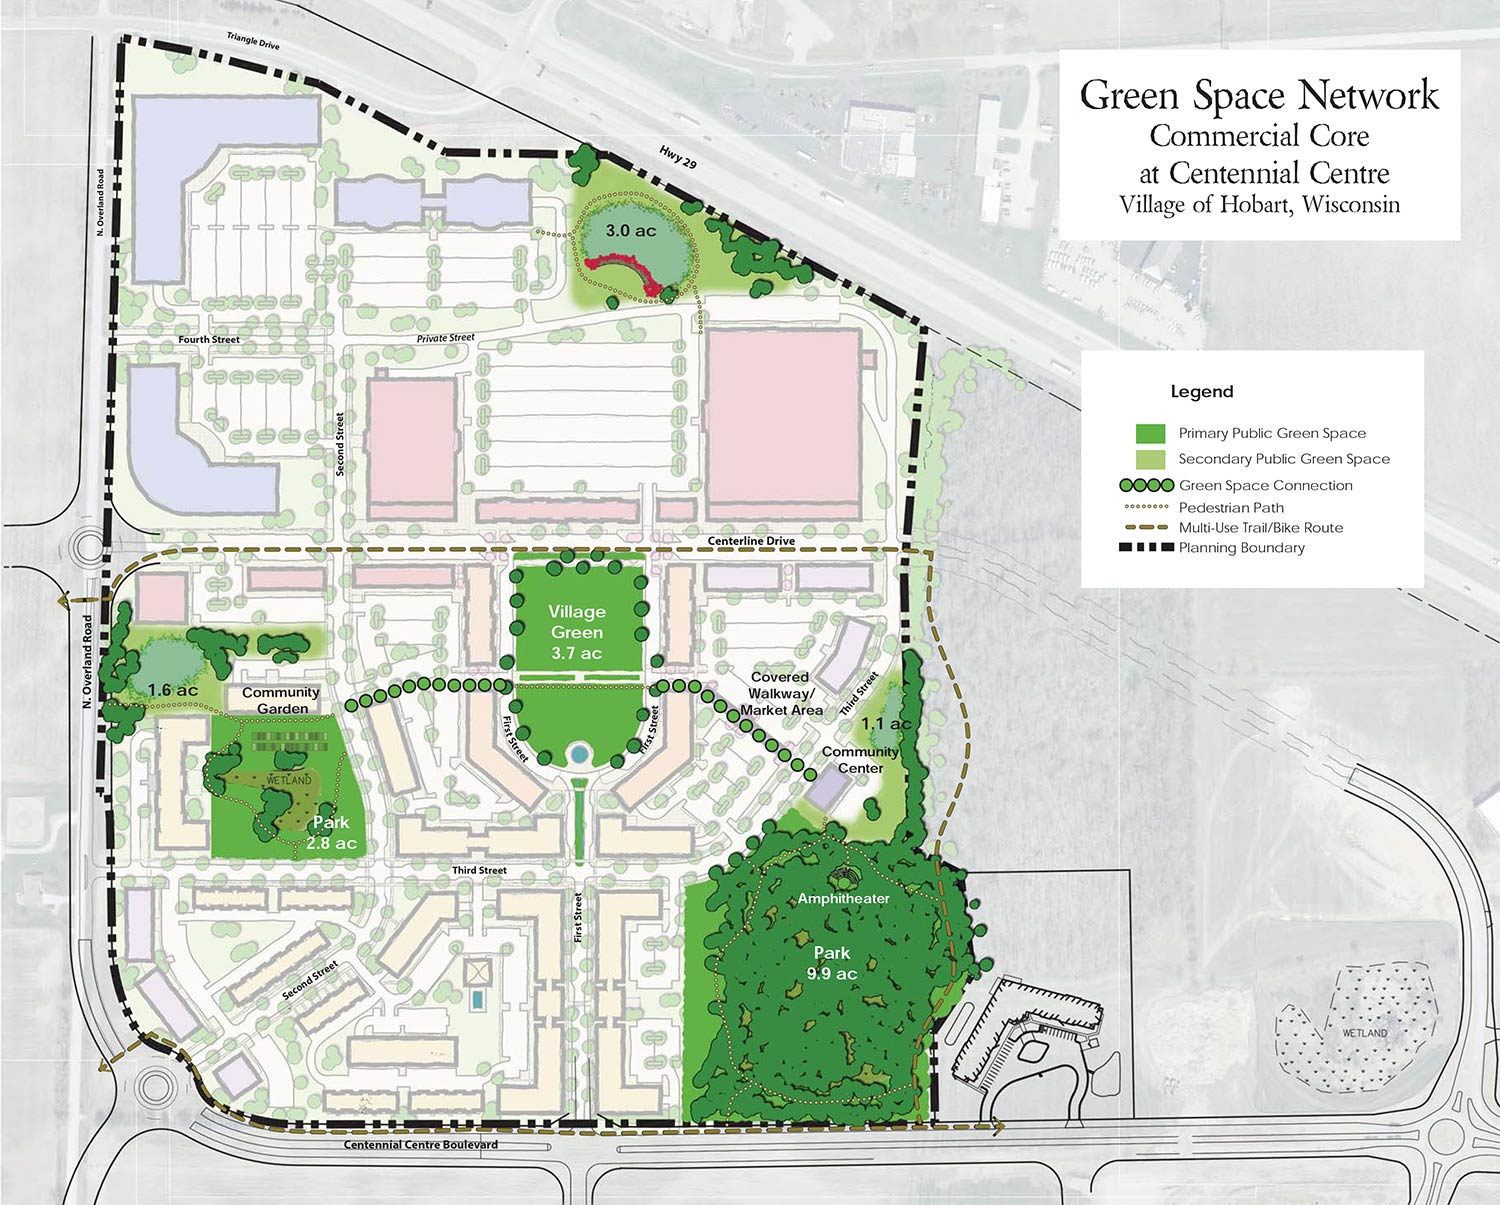 Green Space Network
Commercial Core
at Centennial Centre
Village of Hobart, Wisconsin
Legend
Primary Public Green Space
Secondary Public Green Space
Green Space Connection
Pedestrian Path
Multi-Use Trail/Bike Route
Planning Boundary
Triangle Drive
Hwy 29
N. Overland Road
3.0 ac
Fourth Street
Private Street
Second Street
Centerline Drive
N. Overland Road
Village
Green
3.7 ac
1.6 ac
Community
Garden
Covered
Walkway/
Market Area
Third Street
1.1 ac
First Street
First Street
Community
Center
WETLAND
Park
2.8 ac
Third Street
First Street
Amphitheater
Park
9.9 ac
Second Street
WETLAND
Centennial Centre Boulevard